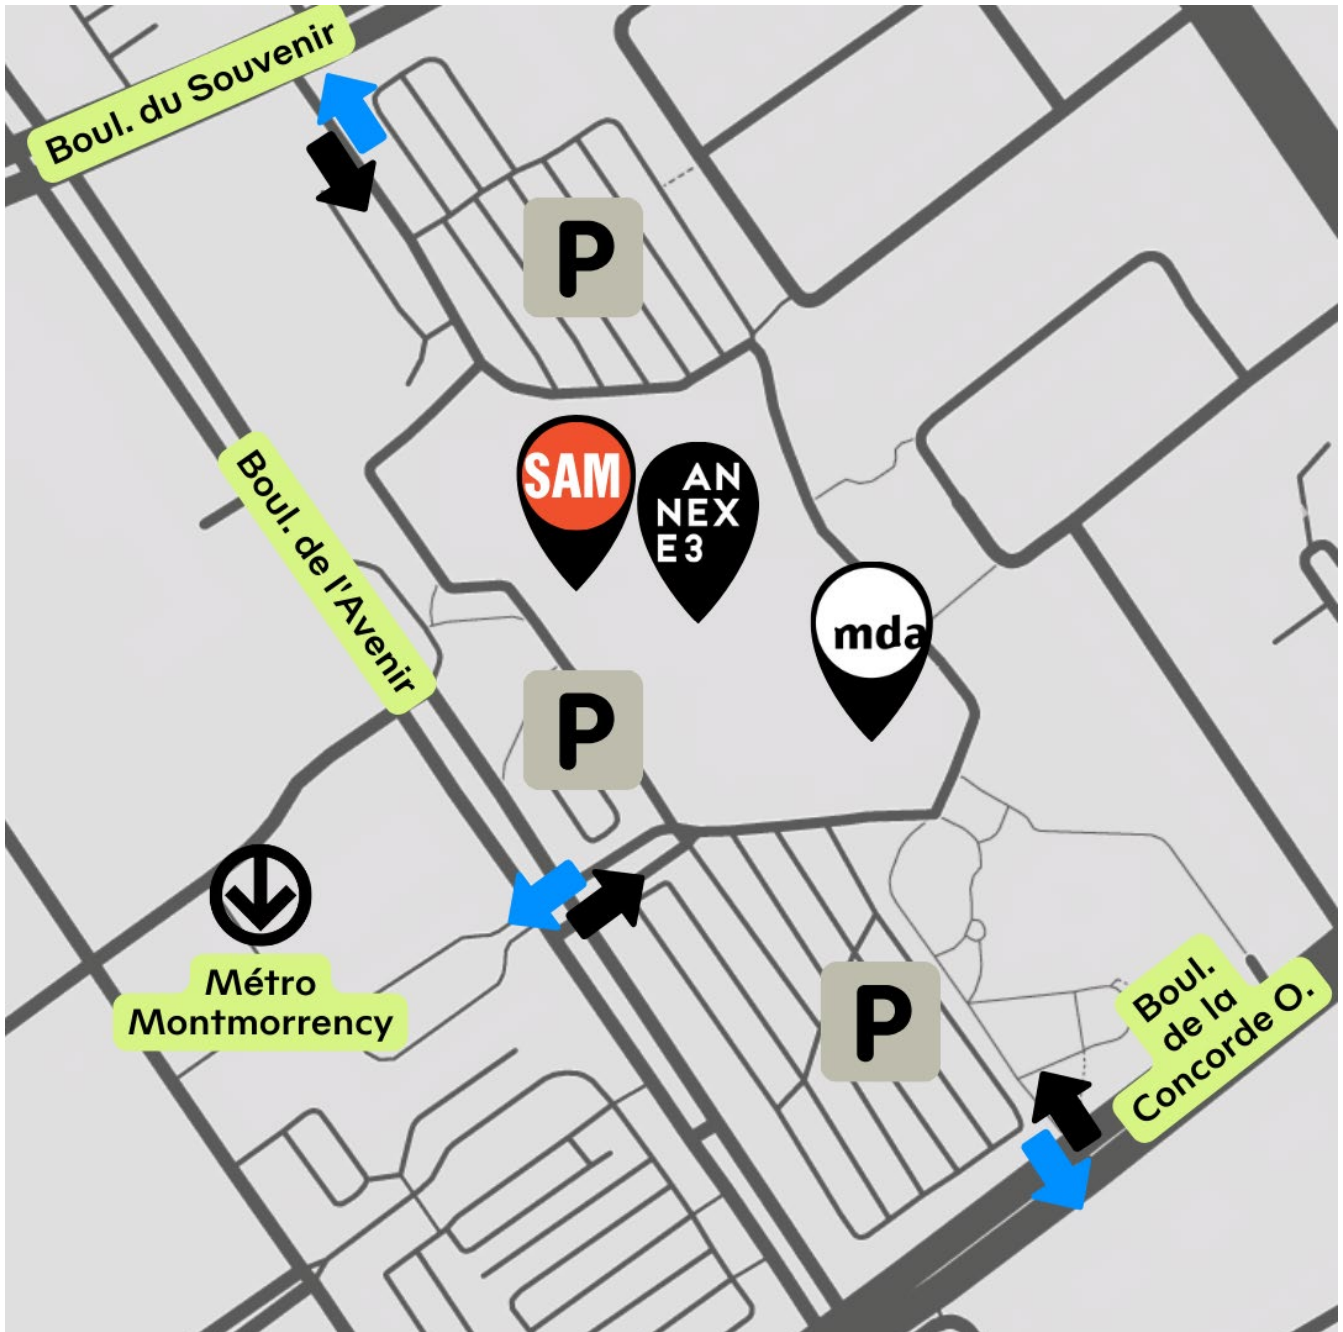 Boul. du Souvenir
P
SAM
AN
NEX
E3
Boul. de l'Avenir
mda
P
Métro
Montmorrency
P
Boul.
de la
Concorde O.